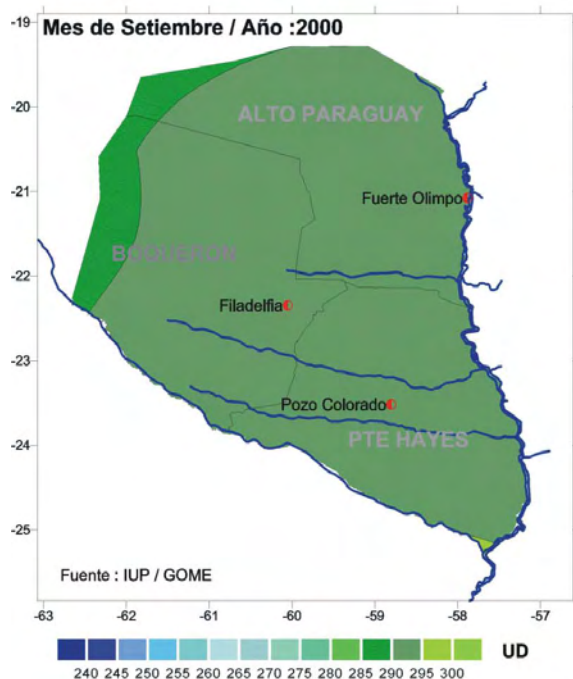 Mes de Setiembre / Año :2000
-19
-20
-21
-22
-23
-24
-25
ALTO PARAGUAY
Fuerte Olimpo
BOQUERON
Filadelfia
Pozo Colorado
PTE HAYES
Fuente : IUP / GOME
-63 -62 -61 -60 -59 -58 -57
UD
240 245 250 255 260 265 270 275 280 285 290 295 300